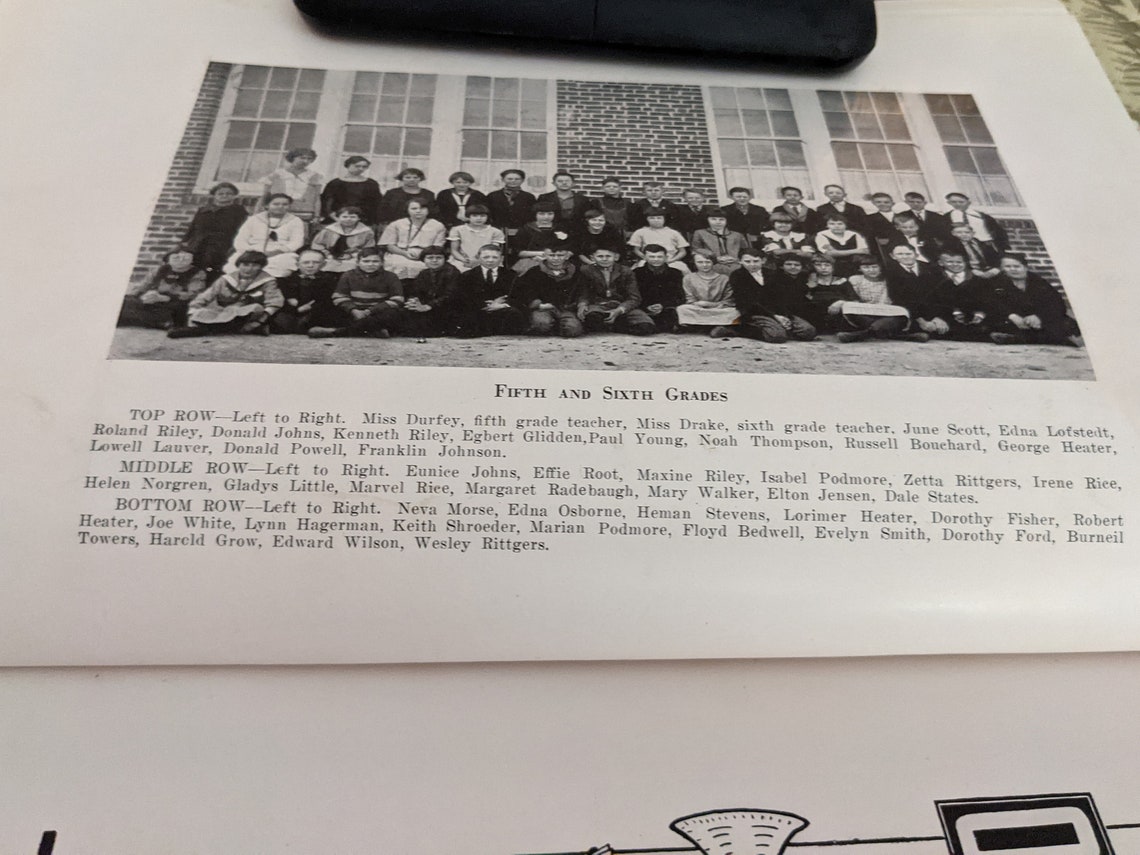 FIFTH AND SIXTH GRADES
TOP ROW—Left to Right. Miss Durfey, fifth grade teacher, Miss Drake, sixth grade teacher. June Scott, Edna Lofstedt,
Roland Riley, Donald Johns, Kenneth Riley, Egbert Glidden,Paul Young, Noah Thompson, Russell Bouchard, George Heater,
Lowell Lauver, Donald Powell, Franklin Johnson.
MIDDLE ROW—Left to Right. Eunice Johns, Effie Root, Maxine Riley, Isabel Podmore, Zetta Rittgers, Irene Rice,
Helen Norgren, Gladys Little, Marvel Rice, Margaret Radebaugh, Mary Walker, Elton Jensen, Dale States.
BOTTOM ROW—Left to Right. Neva Morse, Edna Osborne, Heman Stevens, Lorimer Heater, Dorothy Fisher, Robert
Heater, Joe White, Lynn Hagerman, Keith Shroeder, Marian Podmore, Floyd Bedwell, Evelyn Smith, Dorothy Ford, Burneil
Towers, Harcld Grow, Edward Wilson, Wesley Rittgers.